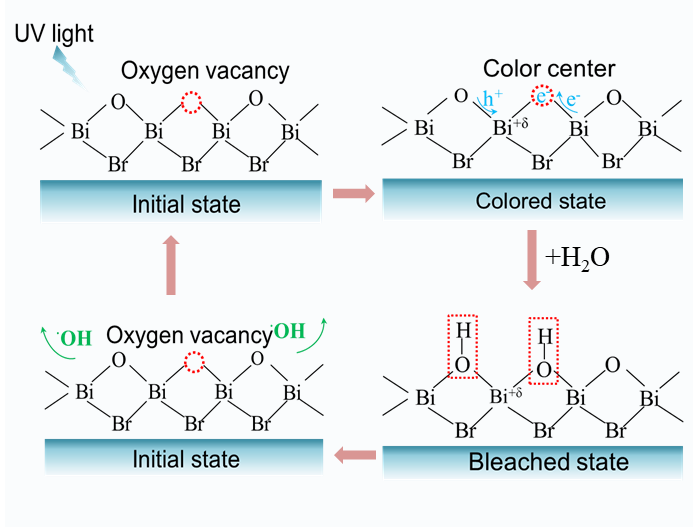 UV light
Oxygen vacancy
O O
Bi Bi Bi Bi
Br Br Br
Initial state
Color center
O h⁺ e⁻ e⁻ O
Bi Bi⁺ᵟ Bi Bi
Br Br Br
Colored state
+H₂O
·OH Oxygen vacancy ·OH
O O
Bi Bi Bi Bi
Br Br Br
Initial state
H H
O O O
Bi Bi⁺ᵟ Bi Bi
Br Br Br
Bleached state